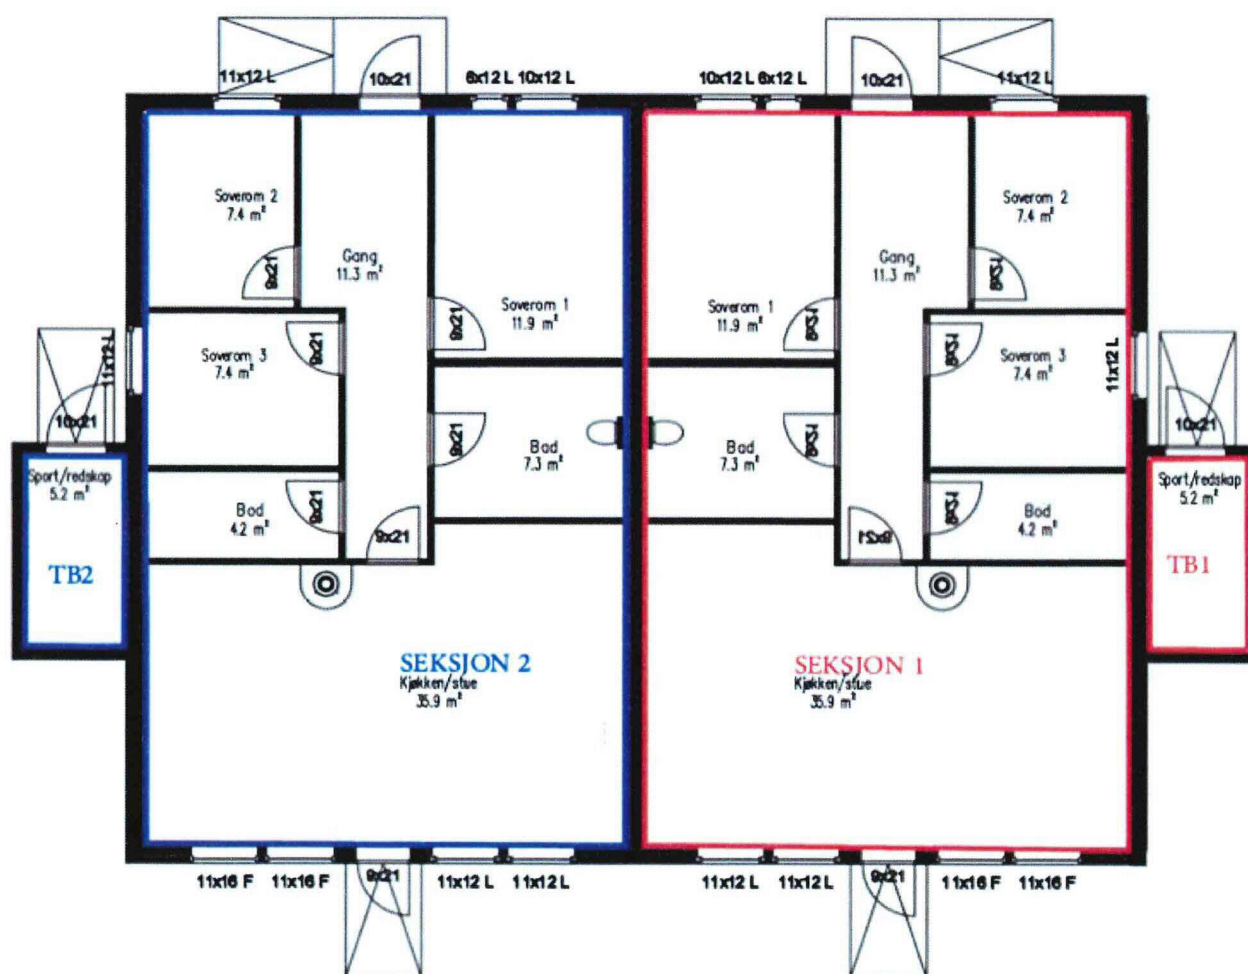 11x12 L
10x21
6x12 L
10x12 L
10x12 L
6x12 L
10x21
11x12 L
Soverom 2
7.4 m²
9x21
Gang
11.3 m²
Soverom 1
11.9 m²
9x21
Soverom 3
7.4 m²
9x21
11x12 L
10x21
Sport/redskap
5.2 m²
TB2
Bod
4.2 m²
9x21
9x21
Bad
7.3 m²
9x21
SEKSJON 2
Kjøkken/stue
35.9 m²
11x16 F
11x16 F
9x21
11x12 L
11x12 L
Soverom 1
11.9 m²
Gang
11.3 m²
Soverom 2
7.4 m²
Soverom 3
7.4 m²
11x12 L
10x21
Bad
7.3 m²
Bod
4.2 m²
9x21
Sport/redskap
5.2 m²
TB1
SEKSJON 1
Kjøkken/stue
35.9 m²
11x12 L
11x12 L
9x21
11x16 F
11x16 F